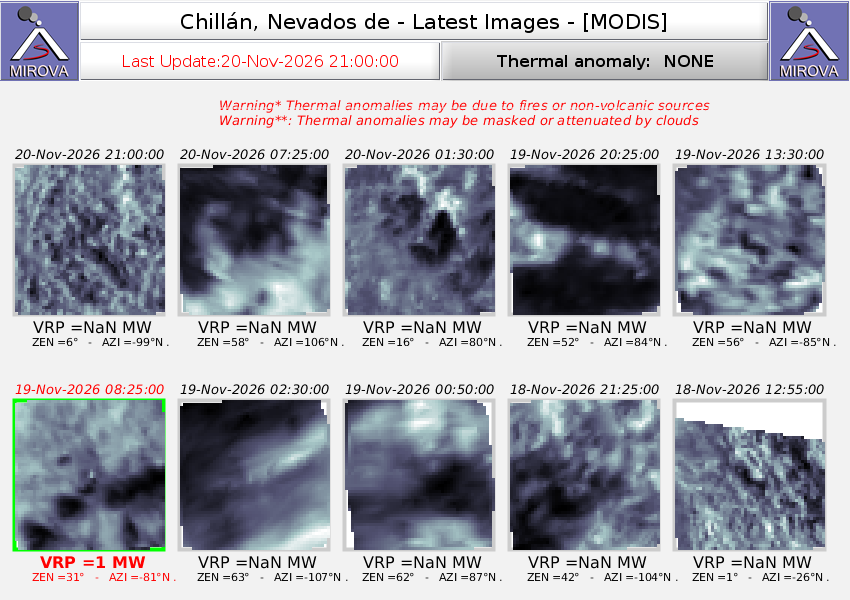 MIROVA
Chillán, Nevados de - Latest Images - [MODIS]
MIROVA
Last Update:20-Nov-2026 21:00:00
Thermal anomaly: NONE
Warning* Thermal anomalies may be due to fires or non-volcanic sources
Warning**: Thermal anomalies may be masked or attenuated by clouds
20-Nov-2026 21:00:00
20-Nov-2026 07:25:00
20-Nov-2026 01:30:00
19-Nov-2026 20:25:00
19-Nov-2026 13:30:00
VRP =NaN MW
VRP =NaN MW
VRP =NaN MW
VRP =NaN MW
VRP =NaN MW
ZEN =6° - AZI =-99°N .
ZEN =58° - AZI =106°N .
ZEN =16° - AZI =80°N .
ZEN =52° - AZI =84°N .
ZEN =56° - AZI =-85°N .
19-Nov-2026 08:25:00
19-Nov-2026 02:30:00
19-Nov-2026 00:50:00
18-Nov-2026 21:25:00
18-Nov-2026 12:55:00
VRP =1 MW
VRP =NaN MW
VRP =NaN MW
VRP =NaN MW
VRP =NaN MW
ZEN =31° - AZI =-81°N .
ZEN =63° - AZI =-107°N .
ZEN =62° - AZI =87°N .
ZEN =42° - AZI =-104°N .
ZEN =1° - AZI =-26°N .